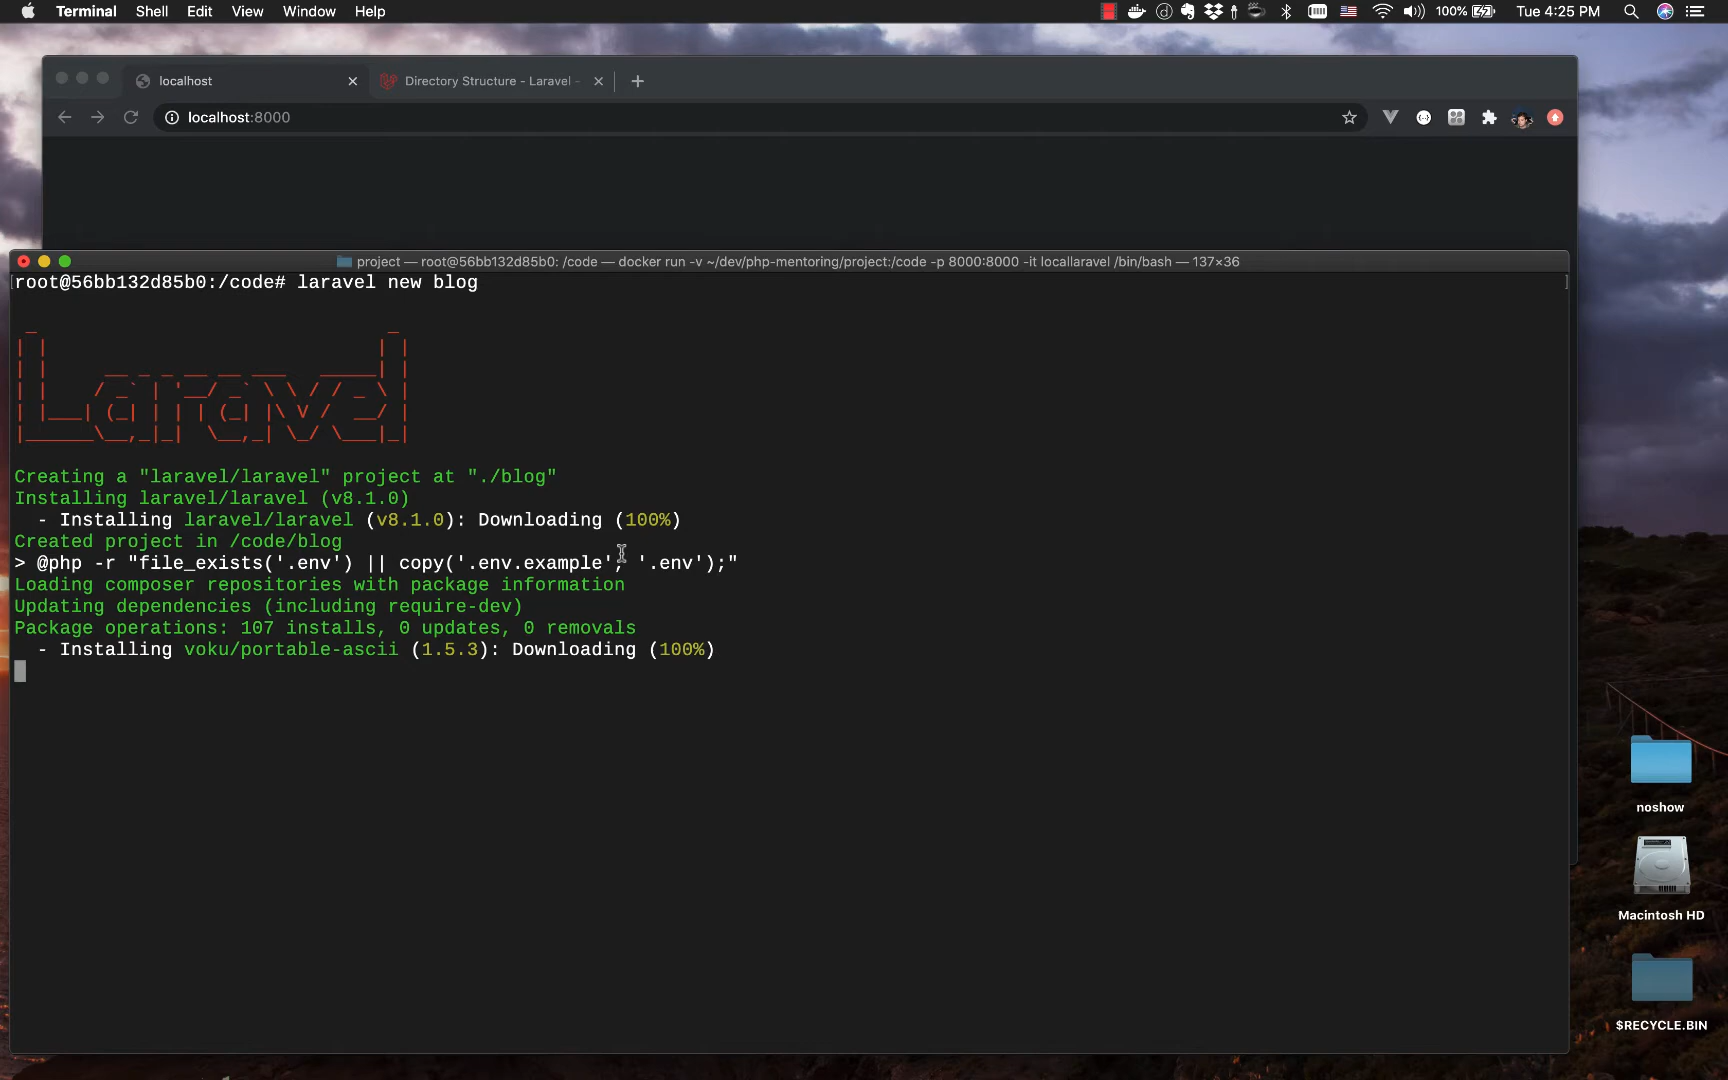 Terminal Shell Edit View Window Help 100% Tue 4:25 PM
localhost Directory Structure - Laravel -
localhost:8000
project — root@56bb132d85b0: /code — docker run -v ~/dev/php-mentoring/project:/code -p 8000:8000 -it locallaravel /bin/bash — 137×36
[root@56bb132d85b0:/code# laravel new blog ]
Laravel
Creating a "laravel/laravel" project at "./blog"
Installing laravel/laravel (v8.1.0)
- Installing laravel/laravel (v8.1.0): Downloading (100%)
Created project in /code/blog
> @php -r "file_exists('.env') || copy('.env.example', '.env');"
Loading composer repositories with package information
Updating dependencies (including require-dev)
Package operations: 107 installs, 0 updates, 0 removals
- Installing voku/portable-ascii (1.5.3): Downloading (100%)
noshow
Macintosh HD
$RECYCLE.BIN